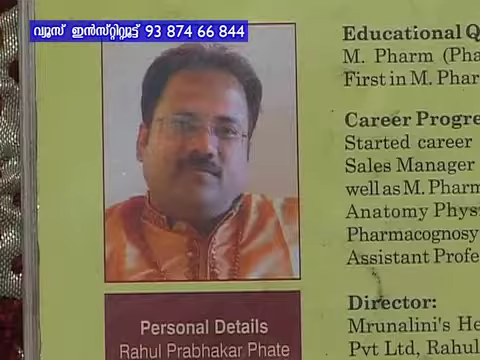 വ്യൂസ് ഇൻസ്റ്റിറ്റ്യൂട്ട് 93 874 66 844
Educational Q
M. Pharm (Pha
First in M. Phar
Career Progre
Started career
Sales Manager
well as M. Pharm
Anatomy Physi
Pharmacognosy
Assistant Profe
Director:
Mrunalini's He
Pvt Ltd, Rahul
Personal Details
Rahul Prabhakar Phate